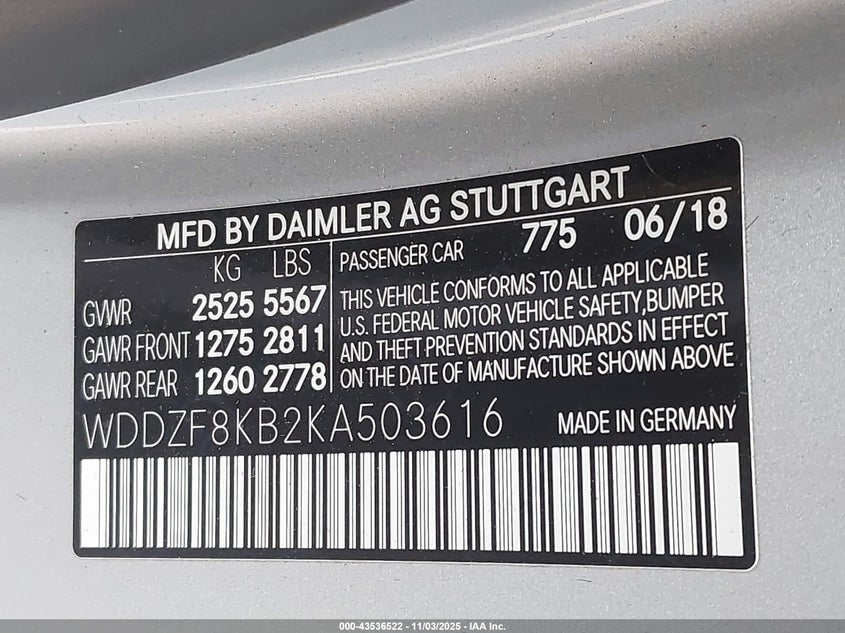 MFD BY DAIMLER AG STUTTGART
KG LBS
GVWR 2525 5567
GAWR FRONT 1275 2811
GAWR REAR 1260 2778
PASSENGER CAR 775 06/18
THIS VEHICLE CONFORMS TO ALL APPLICABLE
U.S. FEDERAL MOTOR VEHICLE SAFETY,BUMPER
AND THEFT PREVENTION STANDARDS IN EFFECT
ON THE DATE OF MANUFACTURE SHOWN ABOVE
WDDZF8KB2KA503616 MADE IN GERMANY
000-43536522 - 11/03/2025 - IAA Inc.